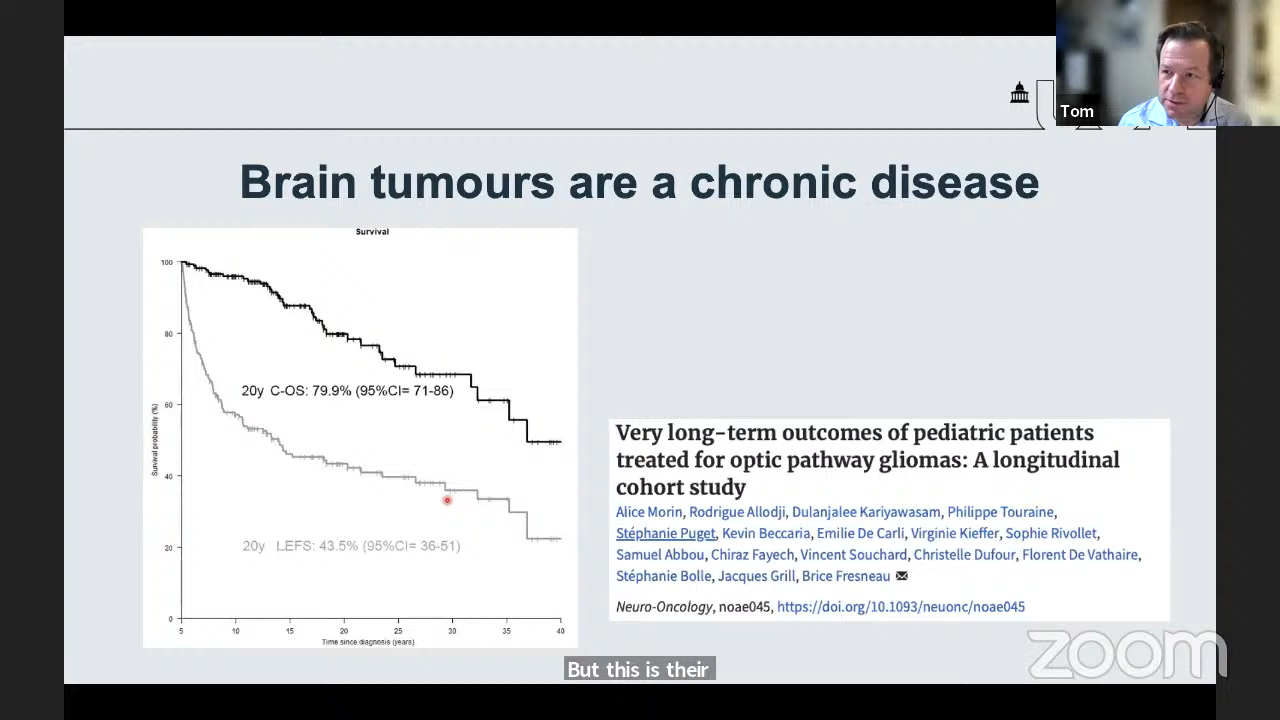 Tom
Brain tumours are a chronic disease
Survival
Survival probability (%)
100
80
60
40
20
0
20y C-OS: 79.9% (95%CI= 71-86)
20y LEFS: 43.5% (95%CI= 36-51)
5 10 15 20 25 30 35 40
Time since diagnosis (years)
Very long-term outcomes of pediatric patients
treated for optic pathway gliomas: A longitudinal
cohort study
Alice Morin, Rodrigue Allodji, Dulanjalee Kariyawasam, Philippe Touraine,
Stéphanie Puget, Kevin Beccaria, Emilie De Carli, Virginie Kieffer, Sophie Rivollet,
Samuel Abbou, Chiraz Fayech, Vincent Souchard, Christelle Dufour, Florent De Vathaire,
Stéphanie Bolle, Jacques Grill, Brice Fresneau
Neuro-Oncology, noae045, https://doi.org/10.1093/neuonc/noae045
But this is their
zoom